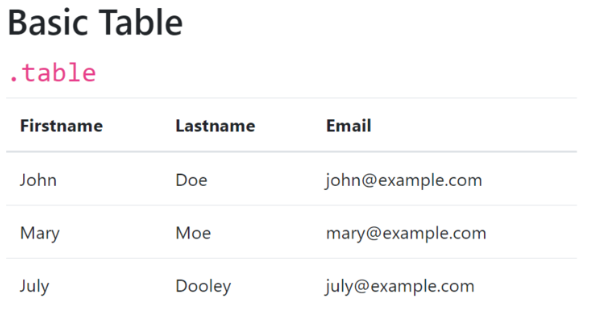 Basic Table
.table
Firstname Lastname Email
John Doe john@example.com
Mary Moe mary@example.com
July Dooley july@example.com